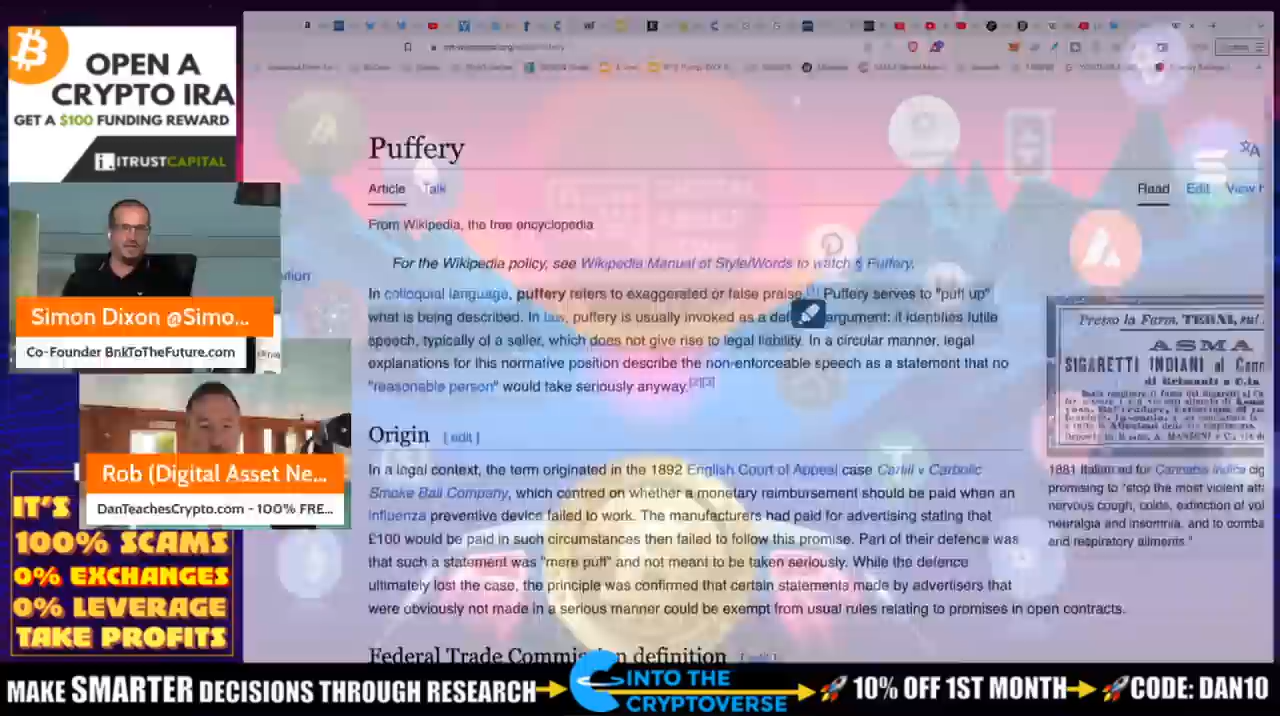 OPEN A
CRYPTO IRA
GET A $100 FUNDING REWARD
ITRUSTCAPITAL
Simon Dixon @Simo...
Co-Founder BnkToTheFuture.com
Rob (Digital Asset Ne...
DanTeachesCrypto.com - 100% FRE...
IT'S
100% SCAMS
0% EXCHANGES
0% LEVERAGE
TAKE PROFITS
Puffery
Article Talk
Read Edit View h
From Wikipedia, the free encyclopedia
For the Wikipedia policy, see Wikipedia Manual of Style/Words to watch § Puffery.
In colloquial language, puffery refers to exaggerated or false praise.[1] Puffery serves to "puff up"
what is being described. In law, puffery is usually invoked as a argument: it identifies futile
speech, typically of a seller, which does not give rise to legal liability. In a circular manner, legal
explanations for this normative position describe the non-enforceable speech as a statement that no
"reasonable person" would take seriously anyway.[2][3]
Origin [ edit ]
In a legal context, the term originated in the 1892 English Court of Appeal case Carlill v Carbolic
Smoke Ball Company, which centred on whether a monetary reimbursement should be paid when an
influenza preventive device failed to work. The manufacturers had paid for advertising stating that
£100 would be paid in such circumstances then failed to follow this promise. Part of their defence was
that such a statement was "mere puff" and not meant to be taken seriously. While the defence
ultimately lost the case, the principle was confirmed that certain statements made by advertisers that
were obviously not made in a serious manner could be exempt from usual rules relating to promises in open contracts.
Federal Trade Commission definition [ edit ]
ASMA
SIGARETTI INDIANI
1881 Italian ad for Cannabis indica cig
promising to "stop the most violent att
nervous cough, colds, extinction of voi
neuralgia and insomnia, and to comba
and respiratory ailments."
MAKE SMARTER DECISIONS THROUGH RESEARCH
INTO THE
CRYPTOVERSE
10% OFF 1ST MONTH
CODE: DAN10